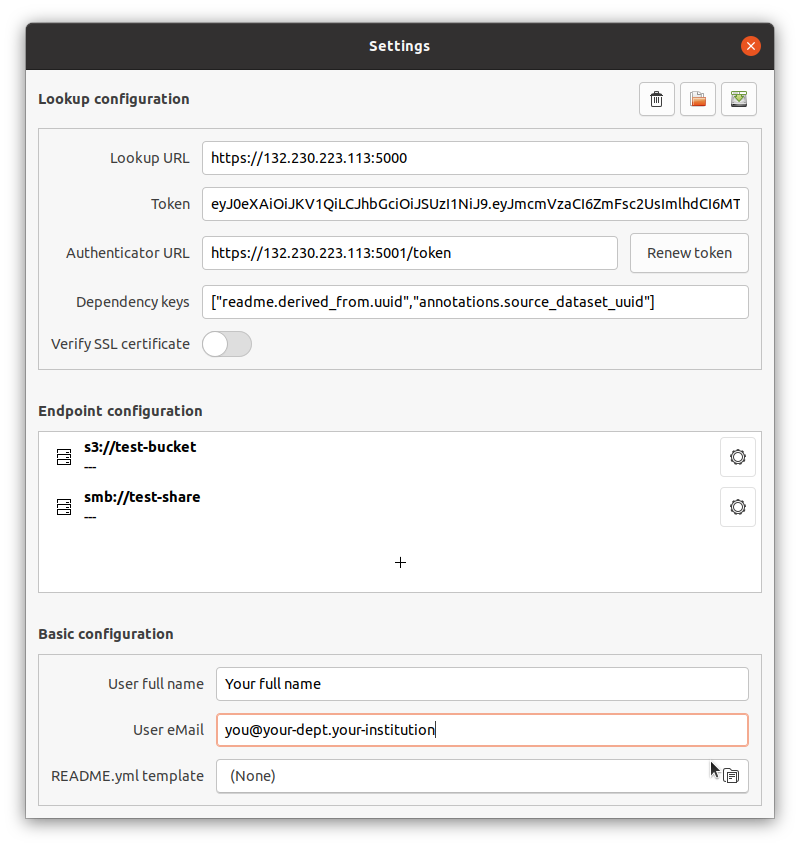 Settings
Lookup configuration
Lookup URL https://132.230.223.113:5000
Token eyJ0eXAiOiJKV1QiLCJhbGciOiJSUzI1NiJ9.eyJmcmVzaCI6ZmFsc2UsImlhdCI6MT
Authenticator URL https://132.230.223.113:5001/token Renew token
Dependency keys ["readme.derived_from.uuid","annotations.source_dataset_uuid"]
Verify SSL certificate
Endpoint configuration
s3://test-bucket
---
smb://test-share
---
+
Basic configuration
User full name Your full name
User eMail you@your-dept.your-institution
README.yml template (None)